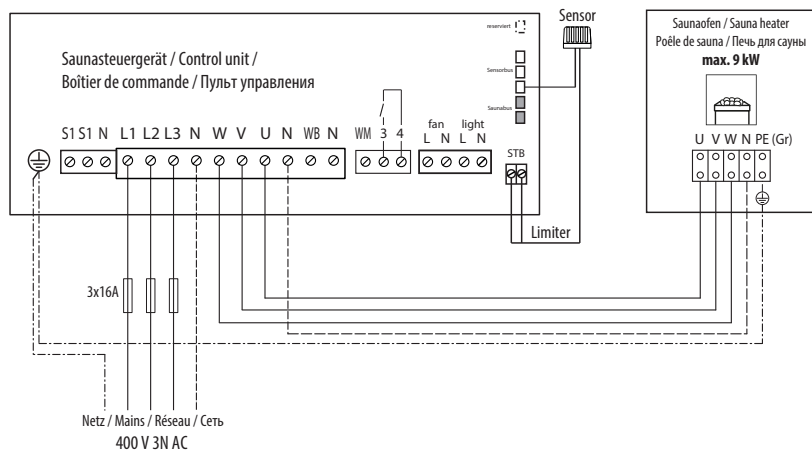 reserviert
Sensor
Saunasteuergerät / Control unit /
Boîtier de commande / Пульт управления
Sensorbus
Saunabus
S1 S1 N L1 L2 L3 N W V U N WB N WM 3 4
fan light
L N L N
STB
Limiter
3x16A
Netz / Mains / Réseau / Сеть
400 V 3N AC
Saunaofen / Sauna heater
Poêle de sauna / Печь для сауны
max. 9 kW
U V W N PE (Gr)